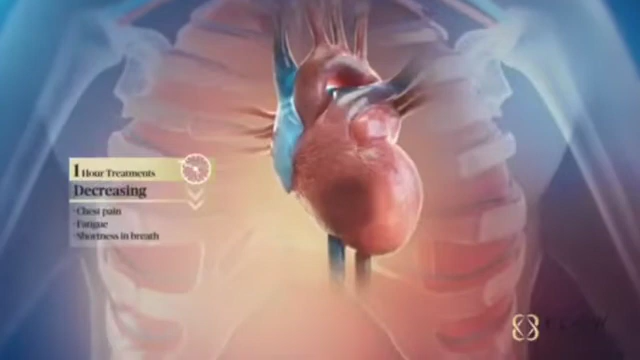 1 Hour Treatments
Decreasing
· Chest pain
· Fatigue
· Shortness in breath